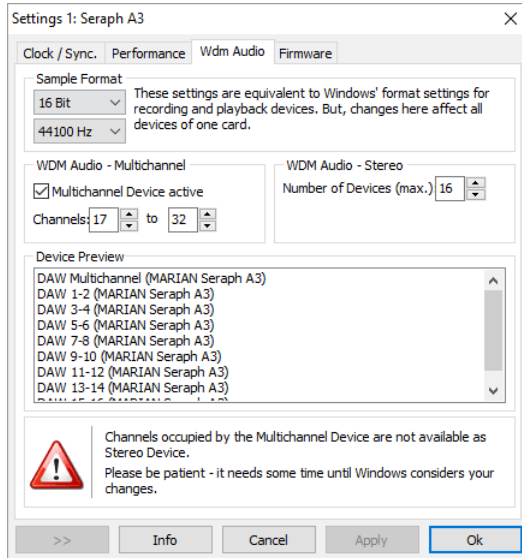 Settings 1: Seraph A3
Clock / Sync. Performance Wdm Audio Firmware
Sample Format
16 Bit
44100 Hz
These settings are equivalent to Windows' format settings for
recording and playback devices. But, changes here affect all
devices of one card.
WDM Audio - Multichannel
Multichannel Device active
Channels: 17 to 32
WDM Audio - Stereo
Number of Devices (max.) 16
Device Preview
DAW Multichannel (MARIAN Seraph A3)
DAW 1-2 (MARIAN Seraph A3)
DAW 3-4 (MARIAN Seraph A3)
DAW 5-6 (MARIAN Seraph A3)
DAW 7-8 (MARIAN Seraph A3)
DAW 9-10 (MARIAN Seraph A3)
DAW 11-12 (MARIAN Seraph A3)
DAW 13-14 (MARIAN Seraph A3)
DAW 15-16 (MARIAN Seraph A3)
Channels occupied by the Multichannel Device are not available as
Stereo Device.
Please be patient - it needs some time until Windows considers your
changes.
>> Info Cancel Apply Ok